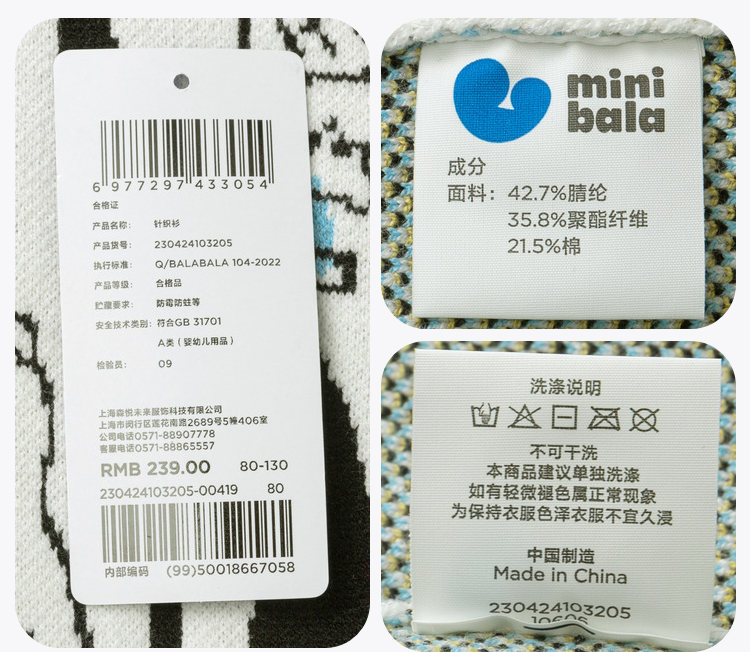 6 977297 433054
合格证
产品名称: 针织衫
产品货号: 230424103205
执行标准: Q/BALABALA 104-2022
产品等级: 合格品
贮藏要求: 防霉防蛀等
安全技术类别: 符合GB 31701
A类 ( 婴幼儿用品 )
检验员: 09
上海森悦未来服饰科技有限公司
上海市闵行区莲花南路2689号5幢406室
公司电话0571-88907778
客服电话0571-88865557
RMB 239.00 80-130
230424103205-00419 80
内部编码 (99)50018667058
mini
bala
成分
面料: 42.7%腈纶
35.8%聚酯纤维
21.5%棉
洗涤说明
不可干洗
本商品建议单独洗涤
如有轻微褪色属正常现象
为保持衣服色泽衣服不宜久浸
中国制造
Made in China
230424103205